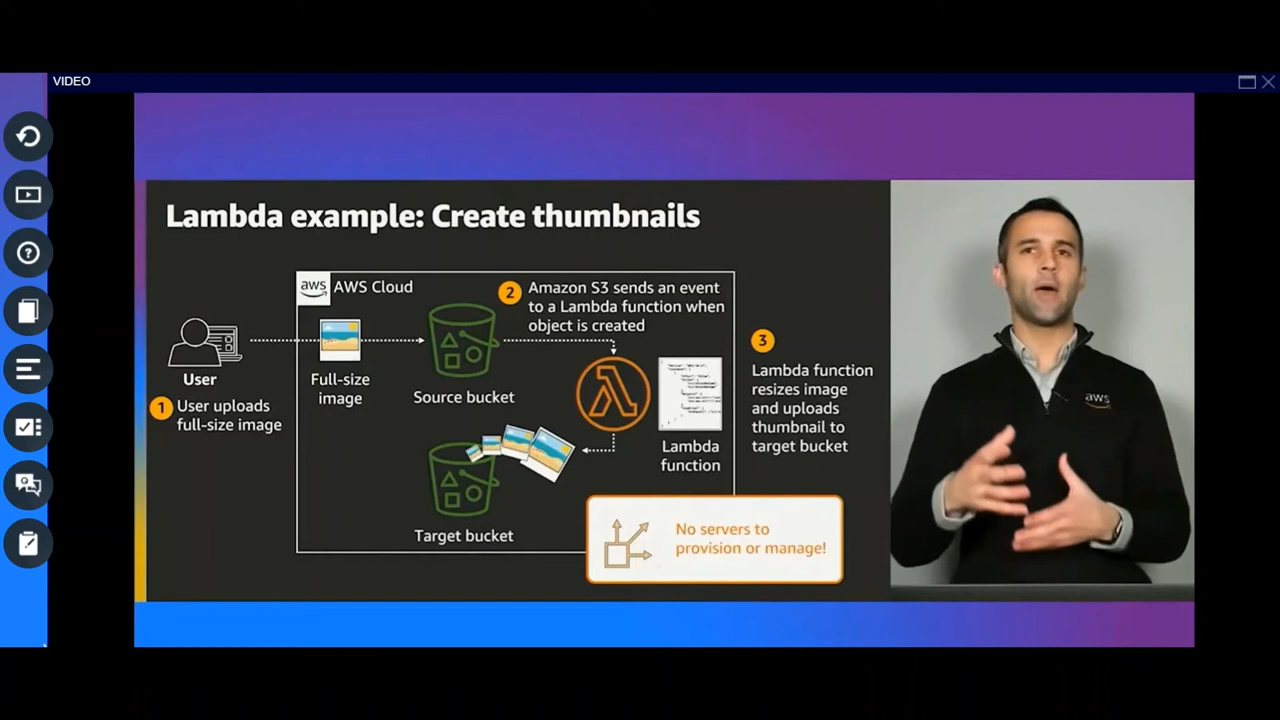 VIDEO
Lambda example: Create thumbnails
aws
AWS Cloud
2
Amazon S3 sends an event
to a Lambda function when
object is created
User
1
User uploads
full-size image
Full-size
image
Source bucket
Lambda
function
3
Lambda function
resizes image
and uploads
thumbnail to
target bucket
Target bucket
No servers to
provision or manage!
aws